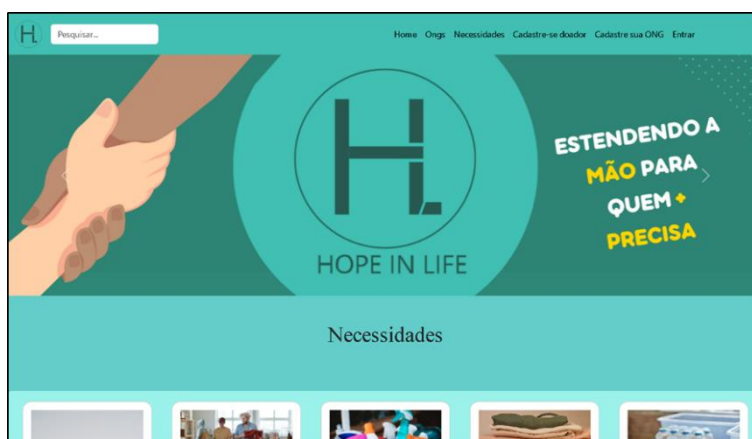 HL
Pesquisar...
Home Ongs Necessidades Cadastre-se doador Cadastre sua ONG Entrar
HL
HOPE IN LIFE
ESTENDENDO A
MÃO PARA
QUEM +
PRECISA
Necessidades